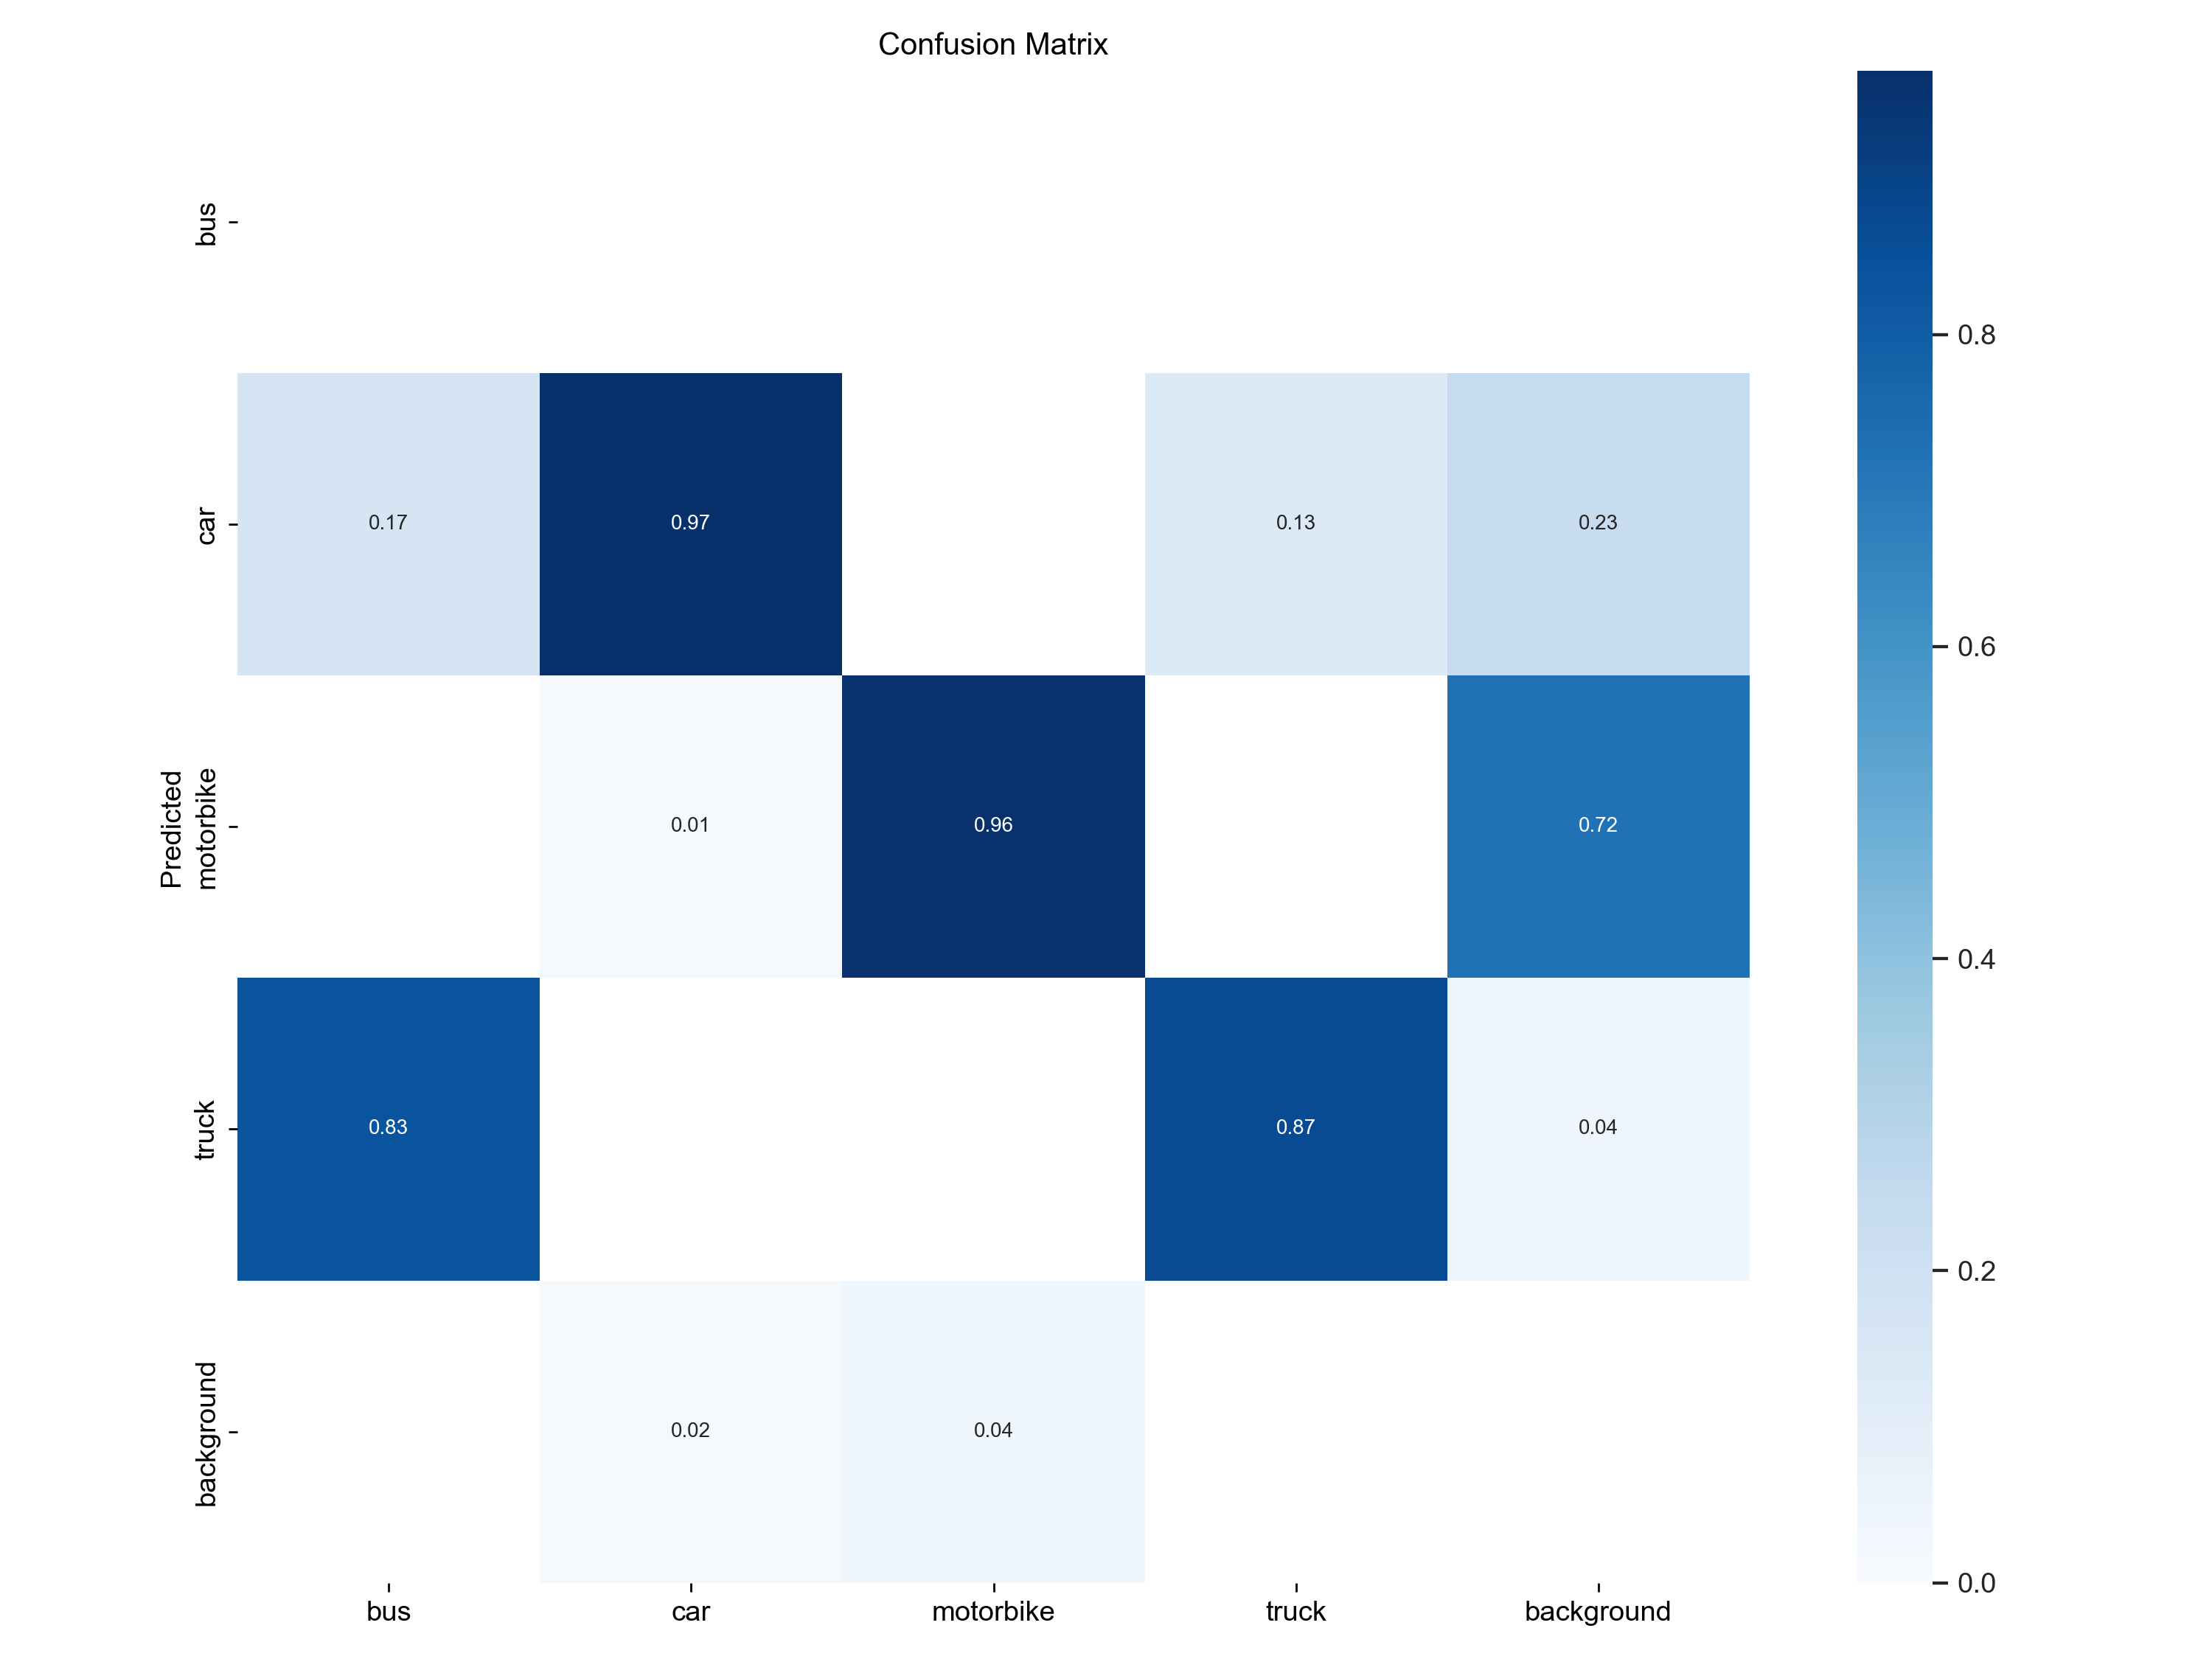 Confusion Matrix
bus
car
0.17
0.97
0.13
0.23
Predicted
motorbike
0.01
0.96
0.72
truck
0.83
0.87
0.04
background
0.02
0.04
bus
car
motorbike
truck
background
0.8
0.6
0.4
0.2
0.0